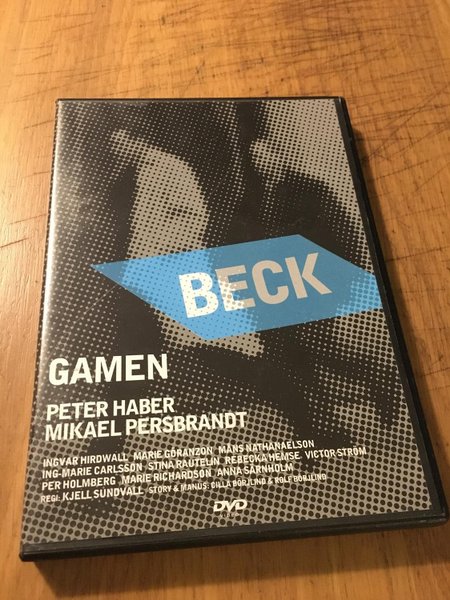 BECK
GAMEN
PETER HABER
MIKAEL PERSBRANDT
INGVAR HIRDWALL MARIE GÖRANZON MÅNS NATHANAELSON
ING-MARIE CARLSSON STINA RAUTELIN REBECKA HEMSE VICTOR STRÖM
PER HOLMBERG MARIE RICHARDSON ANNA SÄRNHOLM
REGI: KJELL SUNDVALL STORY & MANUS: CILLA BÖRJLIND & ROLF BÖRJLIND
DVD
VIDEO